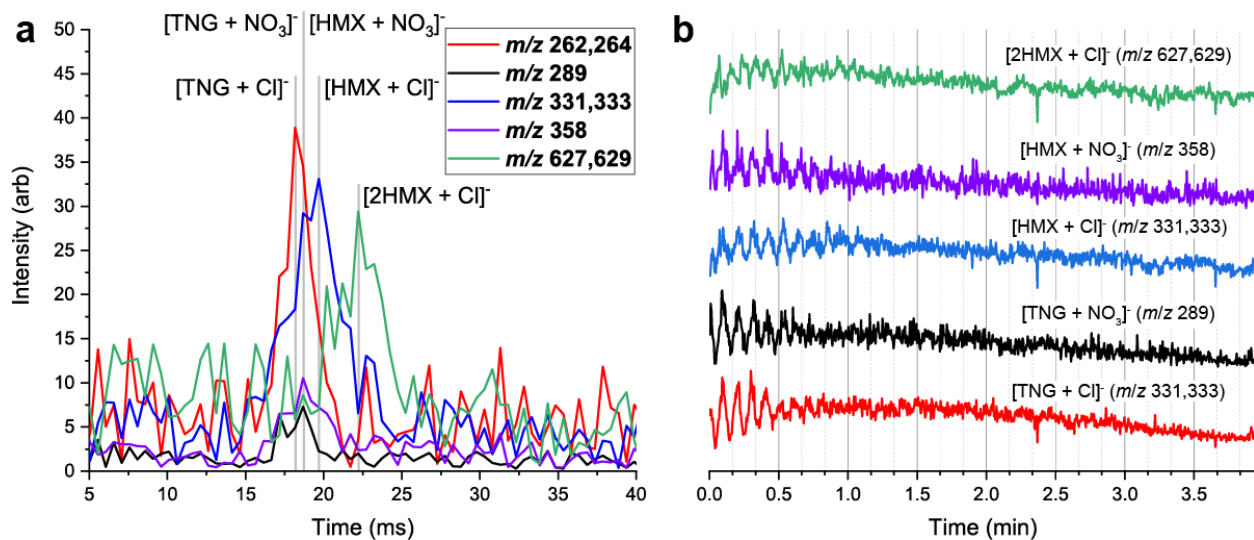 a
[TNG + NO3]-
[HMX + NO3]-
[TNG + Cl]-
[HMX + Cl]-
[2HMX + Cl]-
m/z 262,264
m/z 289
m/z 331,333
m/z 358
m/z 627,629
Intensity (arb)
50
45
40
35
30
25
20
15
10
5
0
5
10
15
20
25
30
35
40
Time (ms)
b
[2HMX + Cl]- (m/z 627,629)
[HMX + NO3]- (m/z 358)
[HMX + Cl]- (m/z 331,333)
[TNG + NO3]- (m/z 289)
[TNG + Cl]- (m/z 331,333)
0.0
0.5
1.0
1.5
2.0
2.5
3.0
3.5
Time (min)